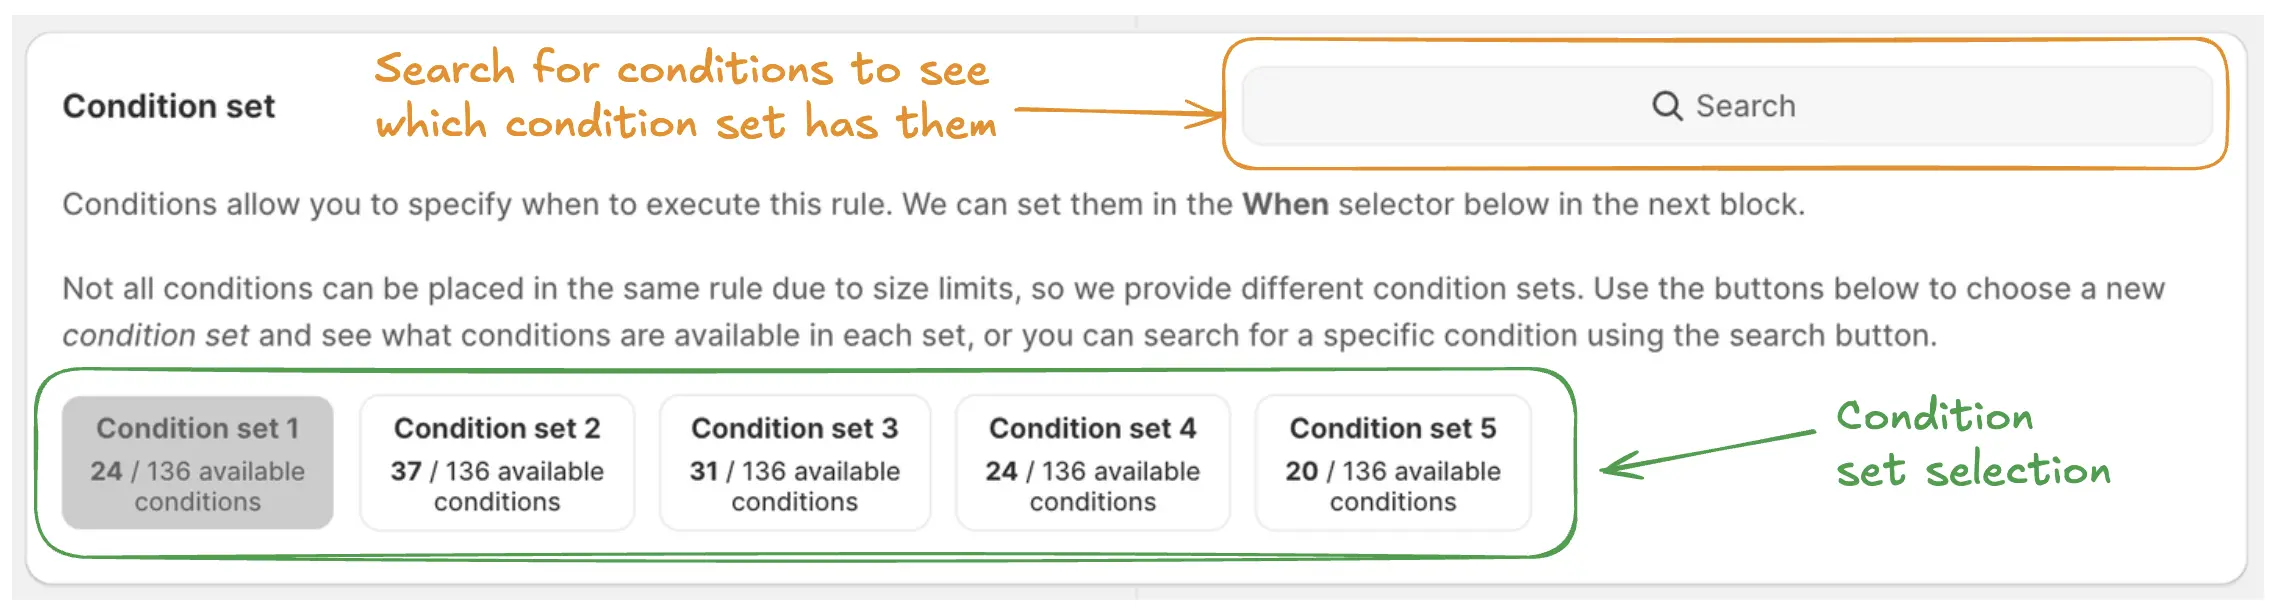 Search for conditions to see
which condition set has them
Condition set
Search
Conditions allow you to specify when to execute this rule. We can set them in the When selector below in the next block.
Not all conditions can be placed in the same rule due to size limits, so we provide different condition sets. Use the buttons below to choose a new
condition set and see what conditions are available in each set, or you can search for a specific condition using the search button.
Condition set 1
24 / 136 available
conditions
Condition set 2
37 / 136 available
conditions
Condition set 3
31 / 136 available
conditions
Condition set 4
24 / 136 available
conditions
Condition set 5
20 / 136 available
conditions
Condition
set selection